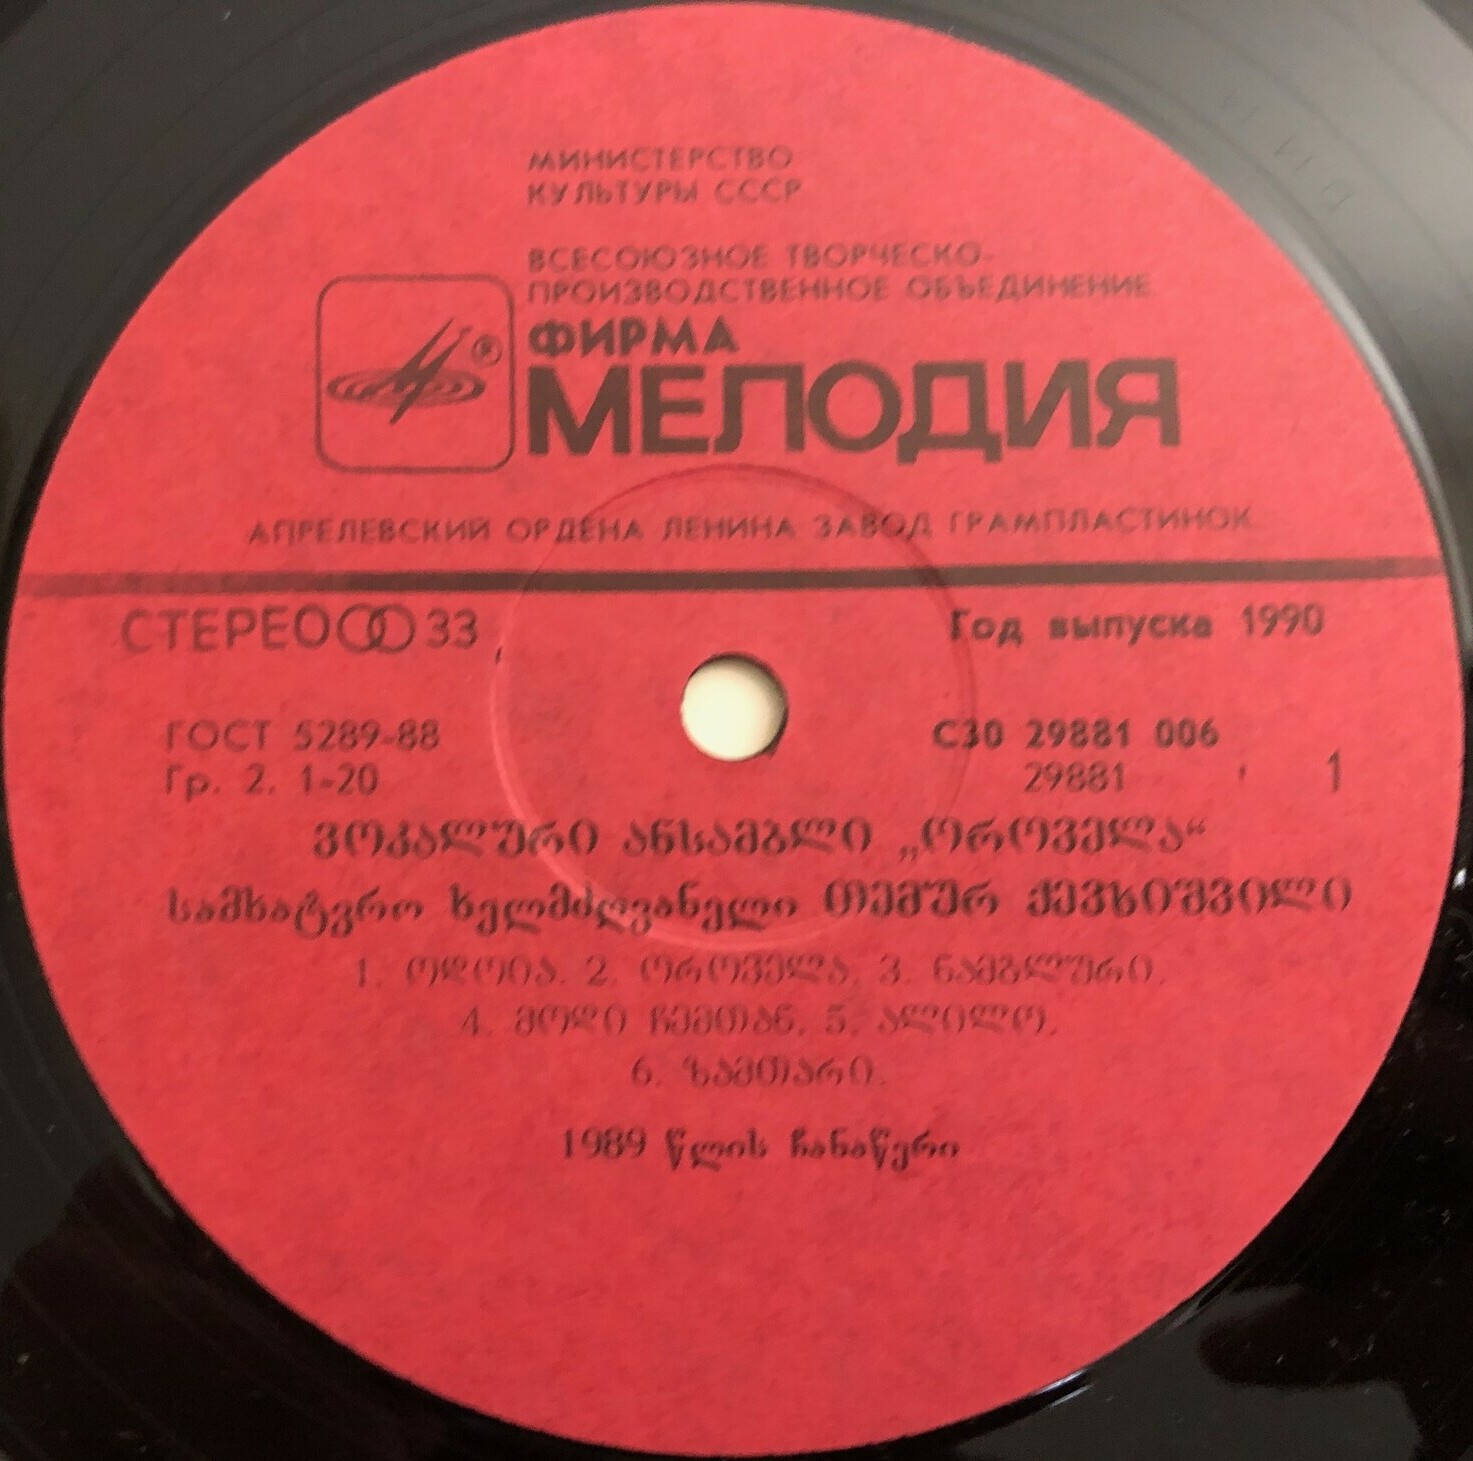 МИНИСТЕРСТВО
КУЛЬТУРЫ СССР
ВСЕСОЮЗНОЕ ТВОРЧЕСКО-
ПРОИЗВОДСТВЕННОЕ ОБЪЕДИНЕНИЕ
ФИРМА
®
МЕЛОДИЯ
АПРЕЛЕВСКИЙ ОРДЕНА ЛЕНИНА ЗАВОД ГРАМПЛАСТИНОК
СТЕРЕО 33
Год выпуска 1990
ГОСТ 5289-88
С30 29881 006
Гр. 2. 1-20
29881
1
ვოკალური ანსამბლი „ოროველა“
სამხატვრო ხელმძღვანელი თემურ ქევხიშვილი
1. ოდოია. 2. ოროველა. 3. ნამგლური.
4. მოდი ჩემთან. 5. ალილო.
6. ზამთარი.
1989 წლის ჩანაწერი